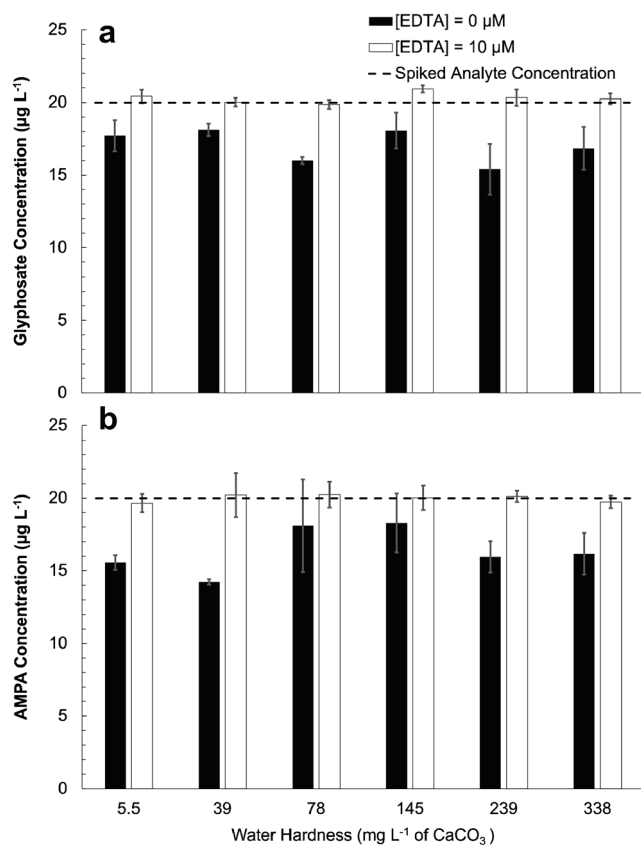 a
[EDTA] = 0 µM
[EDTA] = 10 µM
Spiked Analyte Concentration
Glyphosate Concentration (µg L⁻¹)
25
20
15
10
5
0
b
AMPA Concentration (µg L⁻¹)
25
20
15
10
5
0
5.5 39 78 145 239 338
Water Hardness (mg L⁻¹ of CaCO₃)